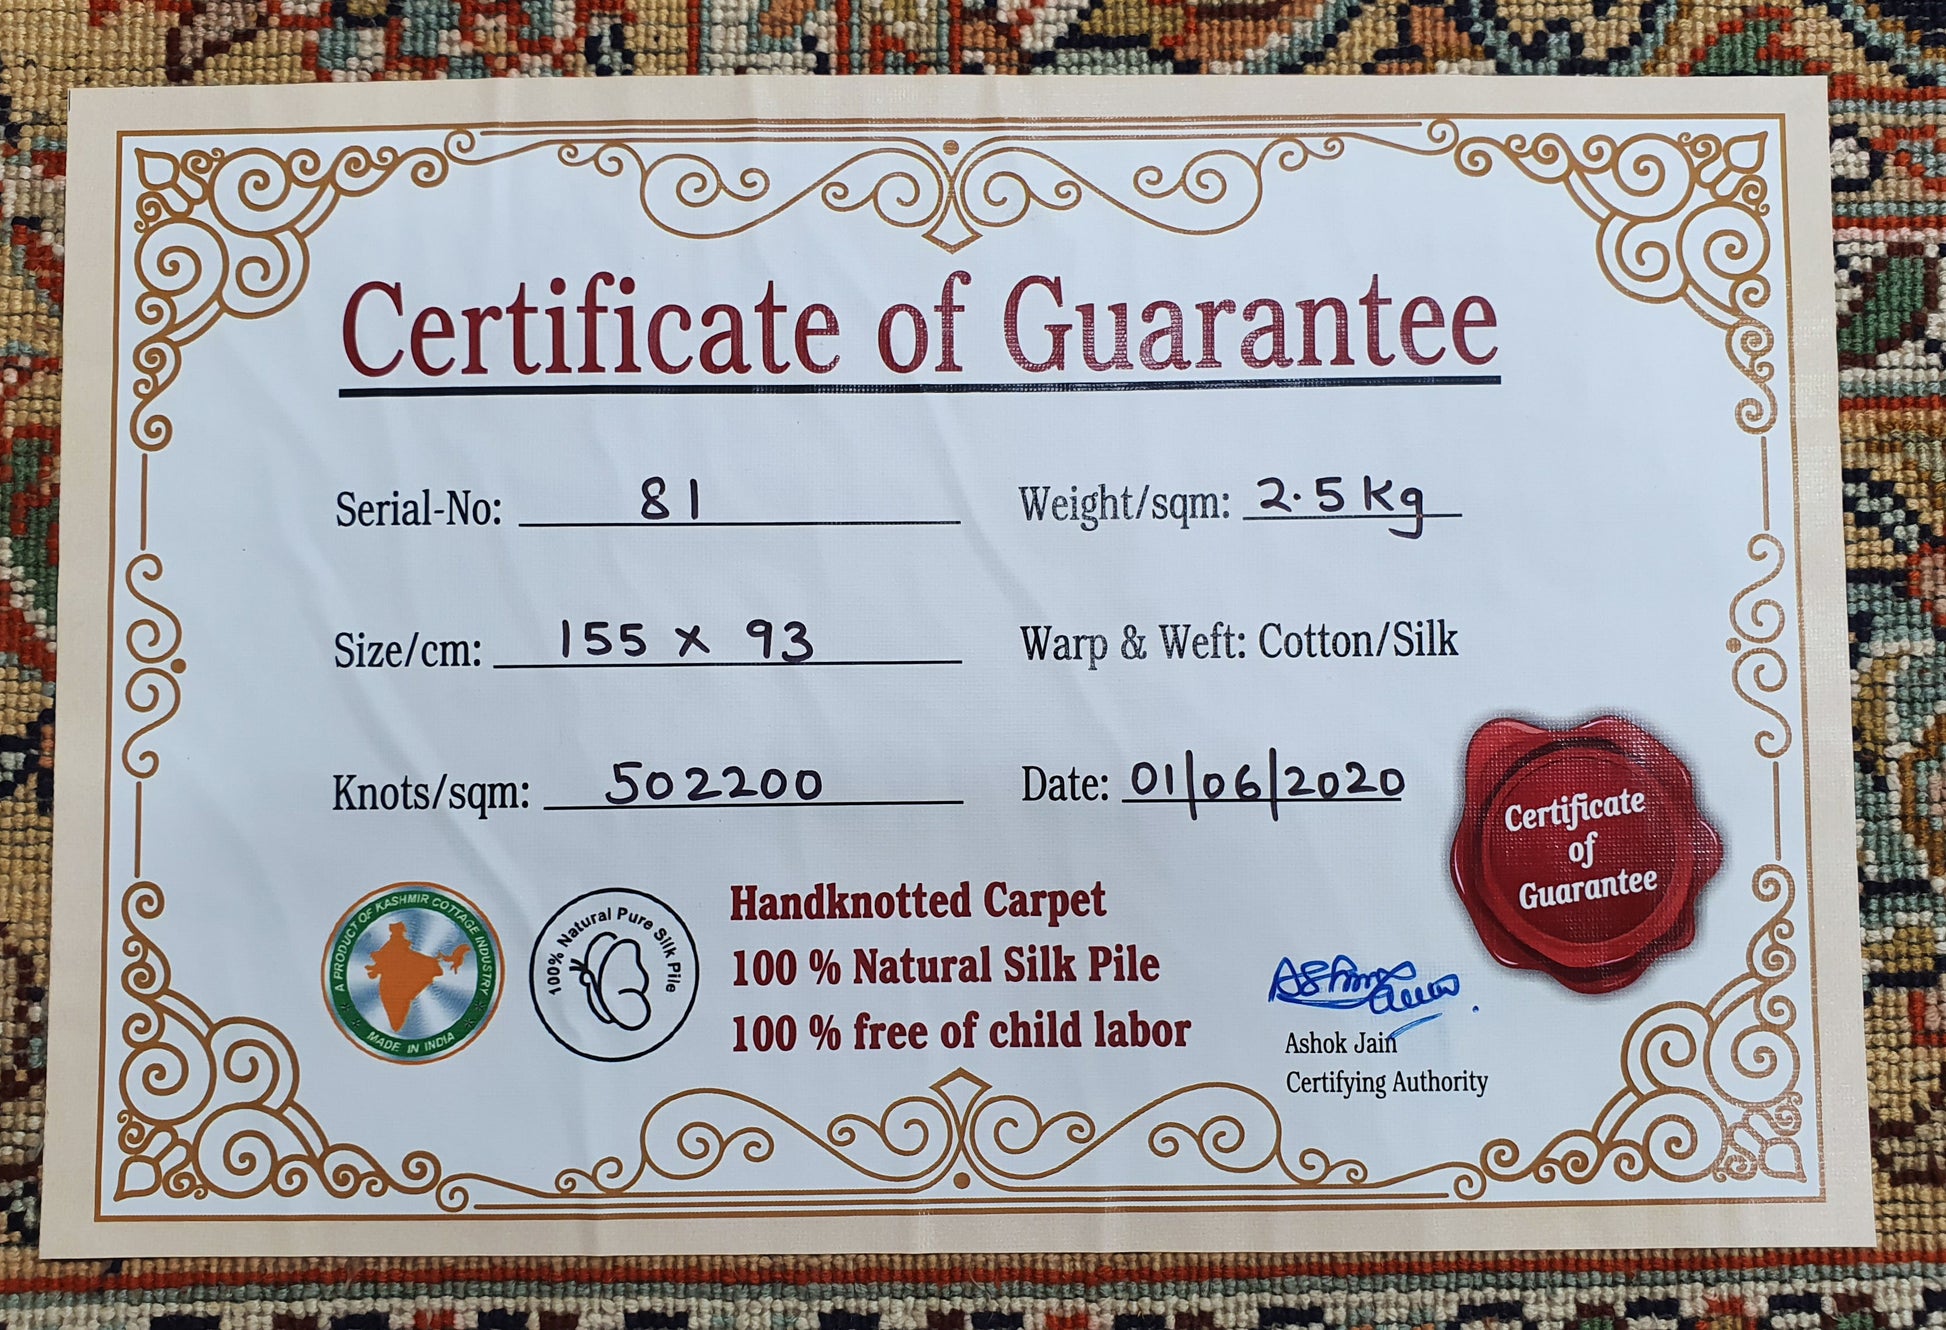 Certificate of Guarantee
Serial-No: 81
Weight/sqm: 2.5 Kg
Size/cm: 155 x 93
Warp & Weft: Cotton/Silk
Knots/sqm: 502200
Date: 01/06/2020
Certificate
of
Guarantee
A PRODUCT OF KASHMIR COTTAGE INDUSTRY
MADE IN INDIA
100% Natural Pure Silk Pile
Handknotted Carpet
100 % Natural Silk Pile
100 % free of child labor
Ashok Jain
Certifying Authority